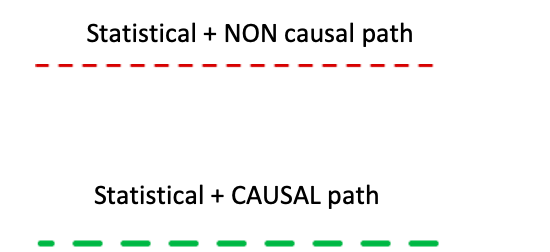 Statistical + NON causal path
Statistical + CAUSAL path